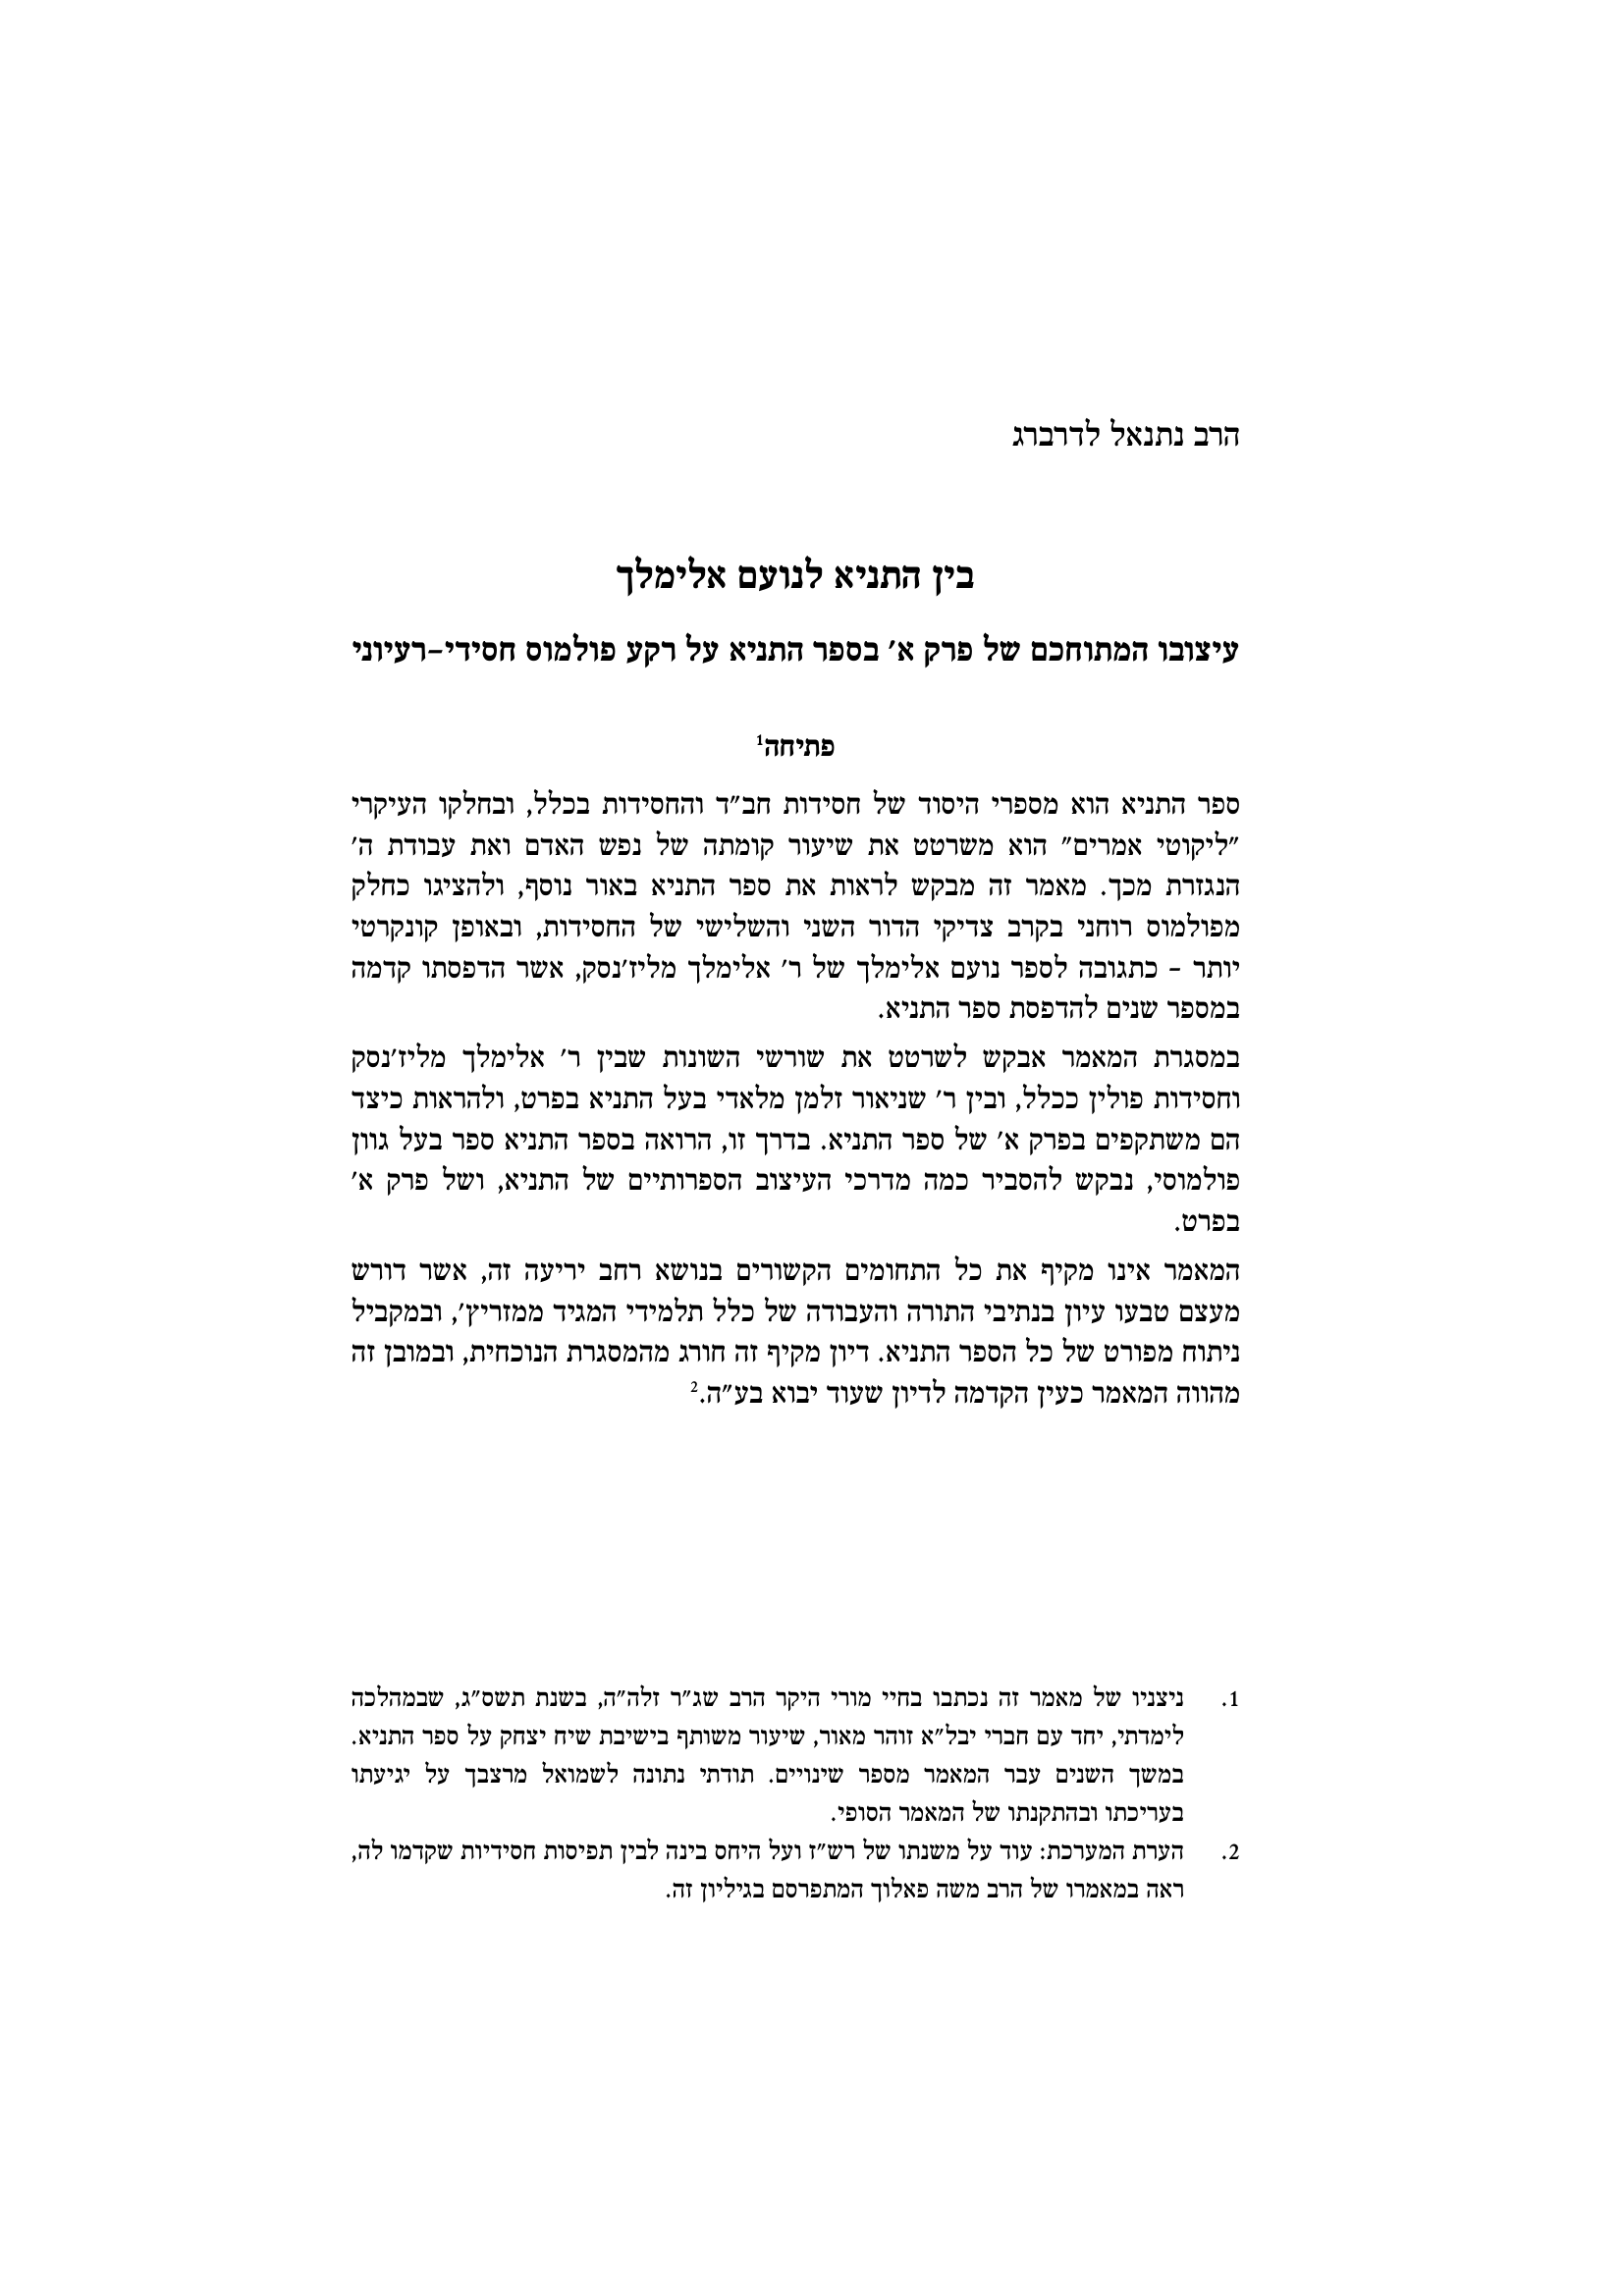 הרב נתנאל לדרברג
בין התניא לנועם אלימלך
עיצובו המתוחכם של פרק א׳ בספר התניא על רקע פולמוס חסידי–רעיוני
פתיחה¹
ספר התניא הוא מספרי היסוד של חסידות חב״ד והחסידות בכלל, ובחלקו העיקרי
״ליקוטי אמרים״ הוא משרטט את שיעור קומתה של נפש האדם ואת עבודת ה׳
הנגזרת מכך. מאמר זה מבקש לראות את ספר התניא באור נוסף, ולהציגו כחלק
מפולמוס רוחני בקרב צדיקי הדור השני והשלישי של החסידות, ובאופן קונקרטי
יותר – כתגובה לספר נועם אלימלך של ר׳ אלימלך מליז׳נסק, אשר הדפסתו קדמה
במספר שנים להדפסת ספר התניא.
במסגרת המאמר אבקש לשרטט את שורשי השונות שבין ר׳ אלימלך מליז׳נסק
וחסידות פולין ככלל, ובין ר׳ שניאור זלמן מלאדי בעל התניא בפרט, ולהראות כיצד
הם משתקפים בפרק א׳ של ספר התניא. בדרך זו, הרואה בספר התניא ספר בעל גוון
פולמוסי, נבקש להסביר כמה מדרכי העיצוב הספרותיים של התניא, ושל פרק א׳
בפרט.
המאמר אינו מקיף את כל התחומים הקשורים בנושא רחב יריעה זה, אשר דורש
מעצם טבעו עיון בנתיבי התורה והעבודה של כלל תלמידי המגיד ממזריץ׳, ובמקביל
ניתוח מפורט של כל הספר התניא. דיון מקיף זה חורג מהמסגרת הנוכחית, ובמובן זה
מהווה המאמר כעין הקדמה לדיון שעוד יבוא בע״ה.²
1. ניצניו של מאמר זה נכתבו בחיי מורי היקר הרב שג״ר זלה״ה, בשנת תשס״ג, שבמהלכה
לימדתי, יחד עם חברי יבל״א זוהר מאור, שיעור משותף בישיבת שיח יצחק על ספר התניא.
במשך השנים עבר המאמר מספר שינויים. תודתי נתונה לשמואל מרצבך על יגיעתו
בעריכתו ובהתקנתו של המאמר הסופי.
2. הערת המערכת: עוד על משנתו של רש״ז ועל היחס בינה לבין תפיסות חסידיות שקדמו לה,
ראה במאמרו של הרב משה פאלוך המתפרסם בגיליון זה.